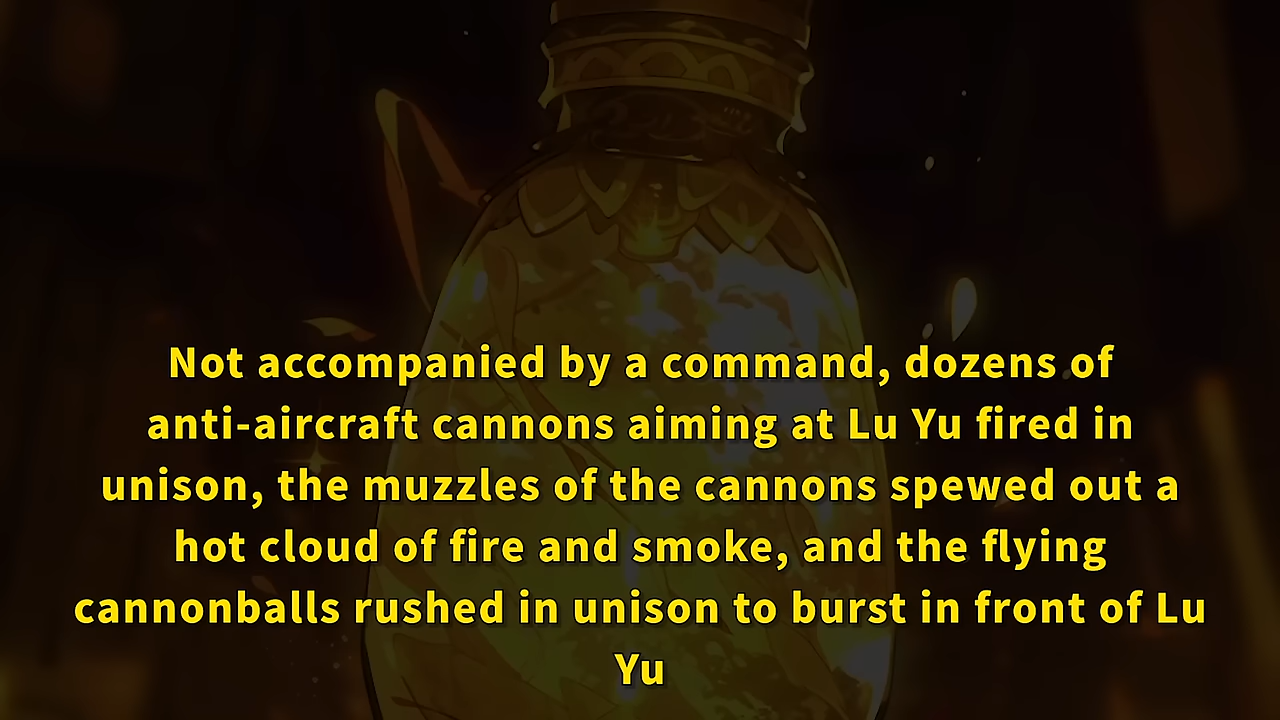 Not accompanied by a command, dozens of
anti-aircraft cannons aiming at Lu Yu fired in
unison, the muzzles of the cannons spewed out a
hot cloud of fire and smoke, and the flying
cannonballs rushed in unison to burst in front of Lu
Yu